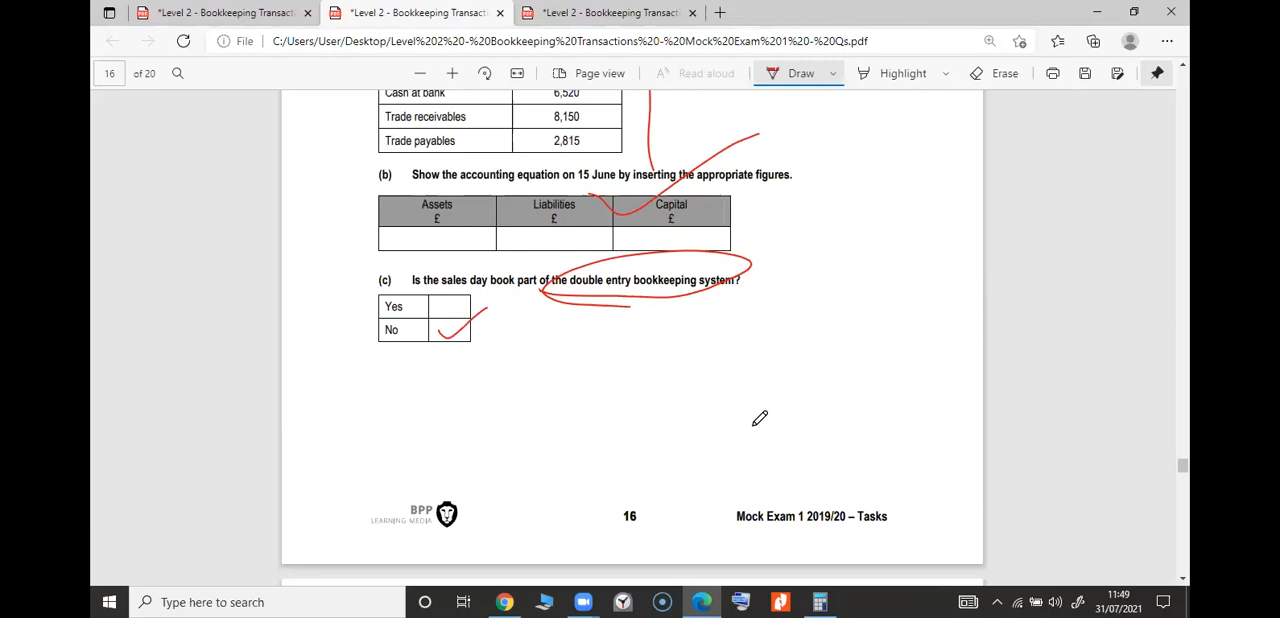 *Level 2 - Bookkeeping Transacti
*Level 2 - Bookkeeping Transact
*Level 2 - Bookkeeping Transacti
File
C:/Users/User/Desktop/Level%202%20-%20Bookkeeping%20Transactions%20-%20Mock%20Exam%201%20-%20Qs.pdf
16 of 20
Page view
Read aloud
Draw
Highlight
Erase
Cash at bank 6,520
Trade receivables 8,150
Trade payables 2,815
(b) Show the accounting equation on 15 June by inserting the appropriate figures.
Assets Liabilities Capital
£ £ £
(c) Is the sales day book part of the double entry bookkeeping system?
Yes
No
BPP
LEARNING MEDIA
16
Mock Exam 1 2019/20 – Tasks
Type here to search
11:49
31/07/2021